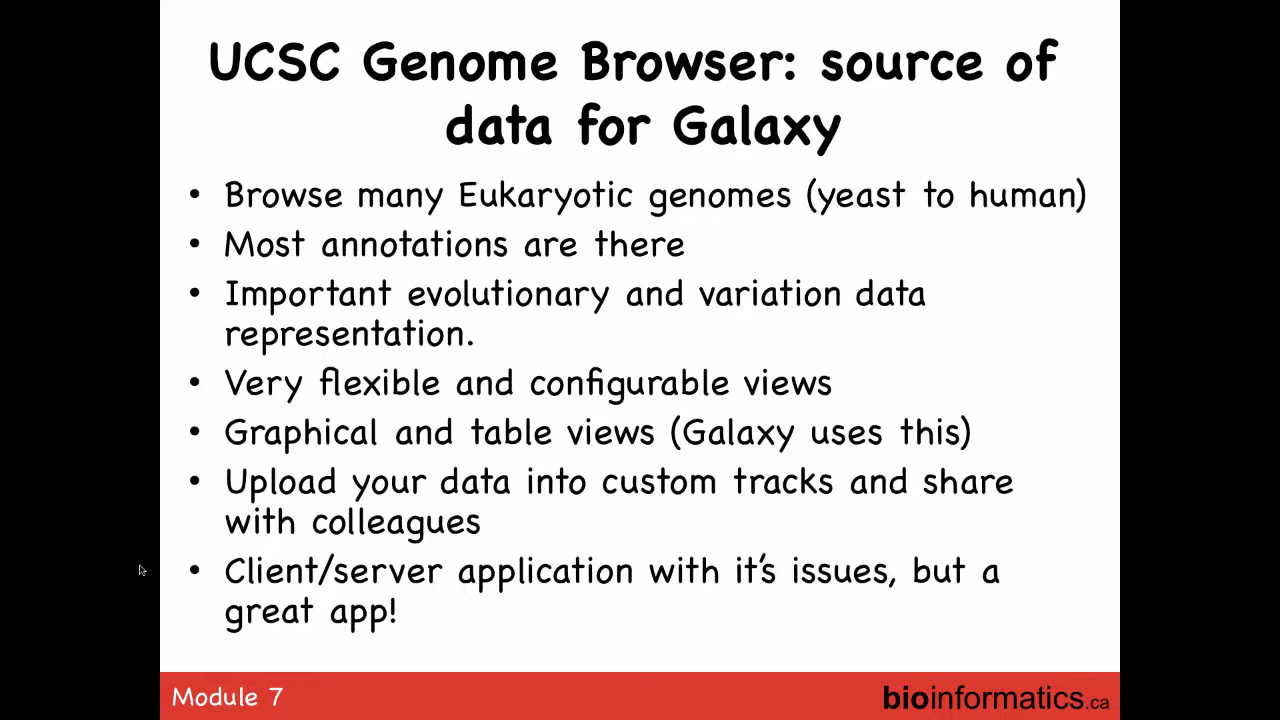 UCSC Genome Browser: source of
data for Galaxy
• Browse many Eukaryotic genomes (yeast to human)
• Most annotations are there
• Important evolutionary and variation data
representation.
• Very flexible and configurable views
• Graphical and table views (Galaxy uses this)
• Upload your data into custom tracks and share
with colleagues
• Client/server application with it's issues, but a
great app!
Module 7
bioinformatics.ca